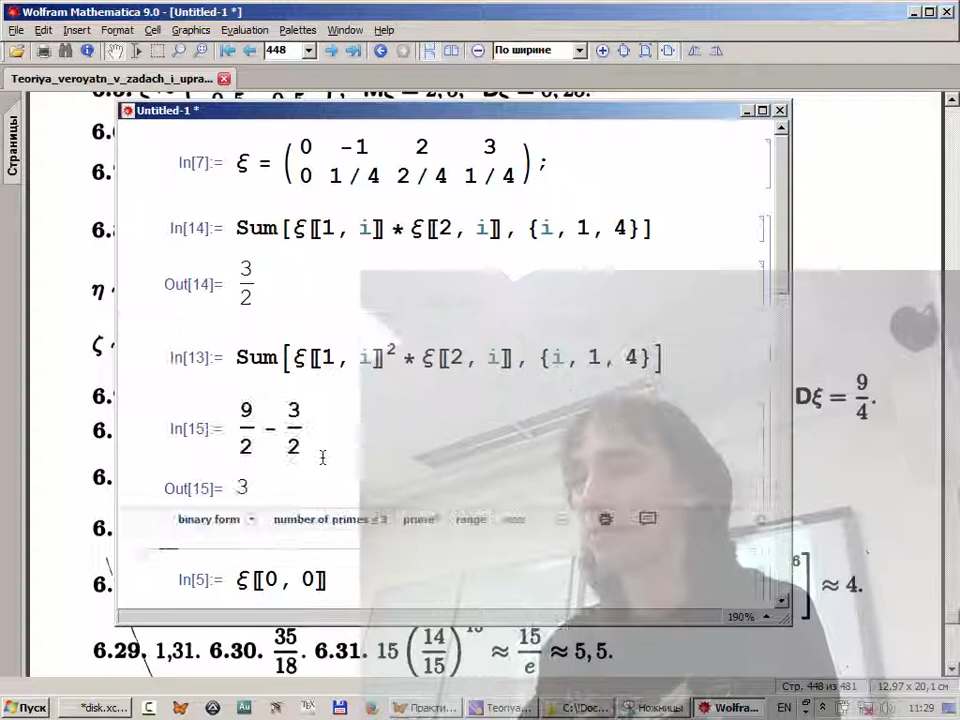 Wolfram Mathematica 9.0 - [Untitled-1 *]
File Edit Insert Format Cell Graphics Evaluation Palettes Window Help
448
По ширине
Teoriya_veroyatn_v_zadach_i_upra...
Страницы
Untitled-1 *
In[7]:= ξ = ( 0 -1 2 3
0 1/4 2/4 1/4 ) ;
In[14]:= Sum[ξ⟦1, i⟧ * ξ⟦2, i⟧, {i, 1, 4}]
Out[14]= 3/2
In[13]:= Sum[ξ⟦1, i⟧² * ξ⟦2, i⟧, {i, 1, 4}]
Dξ = 9/4.
In[15]:= 9/2 - 3/2
Out[15]= 3
binary form number of primes ≤ 3 prime range
In[5]:= ξ⟦0, 0⟧
≈ 4.
190%
6.29. 1,31. 6.30. 35/18. 6.31. 15 (14/15)¹⁵ ≈ 15/e ≈ 5, 5.
Стр. 448 из 481 12,97 x 20,1 см
Пуск *disk.xc... Практи... Teoriya... C:\Doc... Ножницы Wolfra... EN 11:29